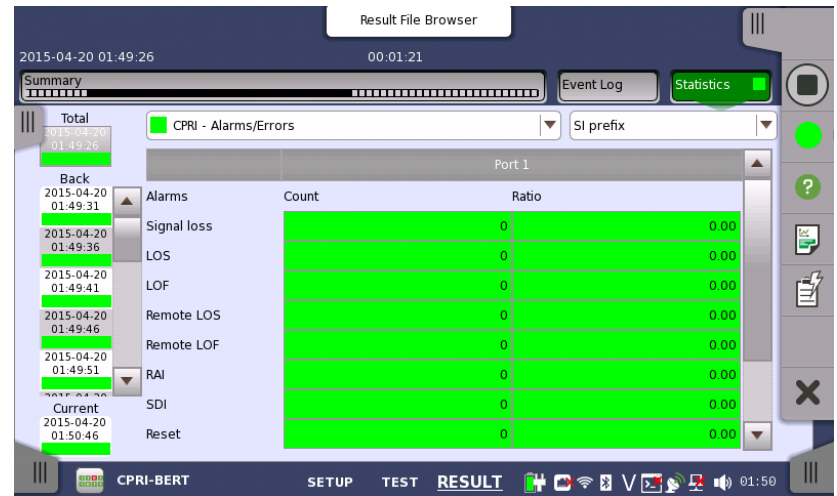 Result File Browser
2015-04-20 01:49:26 00:01:21
Summary Event Log Statistics
Total
2015-04-20
01:49:26
CPRI - Alarms/Errors SI prefix
Port 1
Back
2015-04-20
01:49:31
2015-04-20
01:49:36
2015-04-20
01:49:41
2015-04-20
01:49:46
2015-04-20
01:49:51
2015-04-20
Current
2015-04-20
01:50:46
Alarms Count Ratio
Signal loss 0 0.00
LOS 0 0.00
LOF 0 0.00
Remote LOS 0 0.00
Remote LOF 0 0.00
RAI 0 0.00
SDI 0 0.00
Reset 0 0.00
CPRI-BERT SETUP TEST RESULT V 01:50